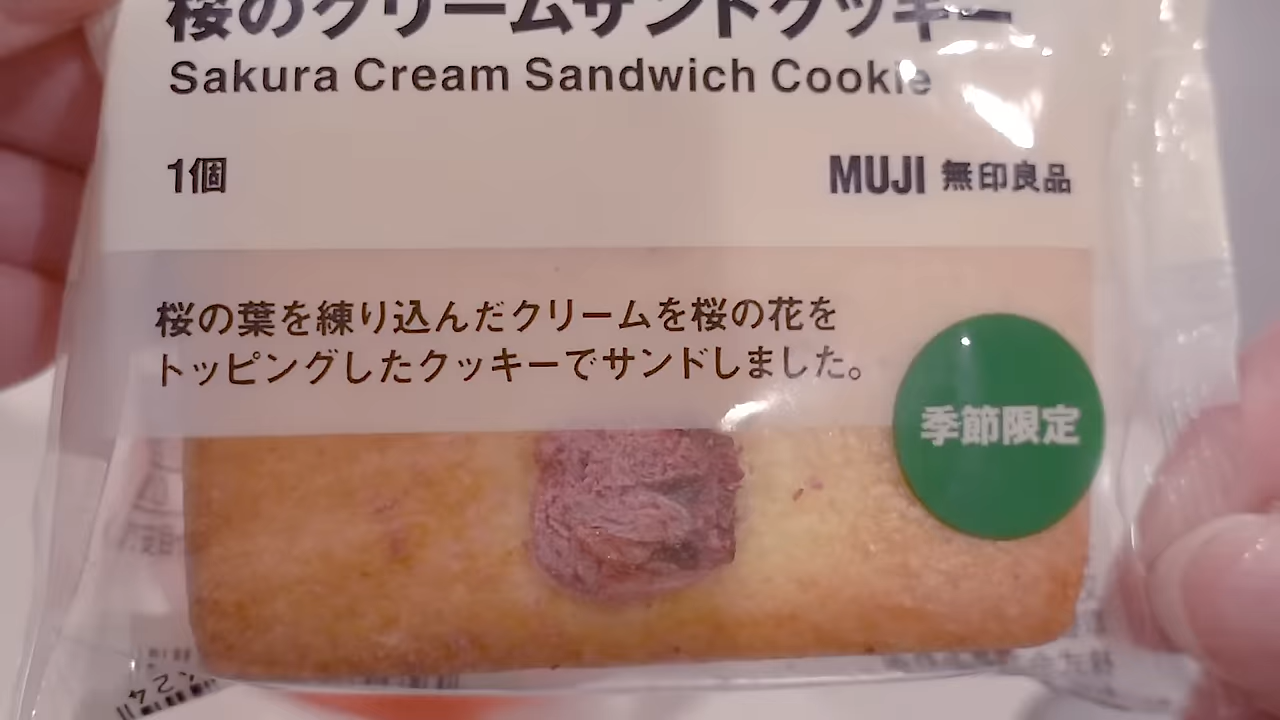 桜のクリームサンドクッキー
Sakura Cream Sandwich Cookie
1個
MUJI 無印良品
桜の葉を練り込んだクリームを桜の花を
トッピングしたクッキーでサンドしました。
季節限定